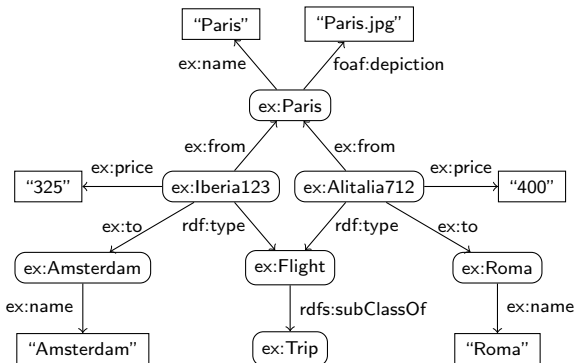 “Paris” “Paris.jpg”
ex:name foaf:depiction
ex:Paris
ex:from ex:from
ex:price ex:price
“325” ex:Iberia123 ex:Alitalia712 “400”
ex:to rdf:type rdf:type ex:to
ex:Amsterdam ex:Flight ex:Roma
ex:name rdfs:subClassOf ex:name
“Amsterdam” ex:Trip “Roma”